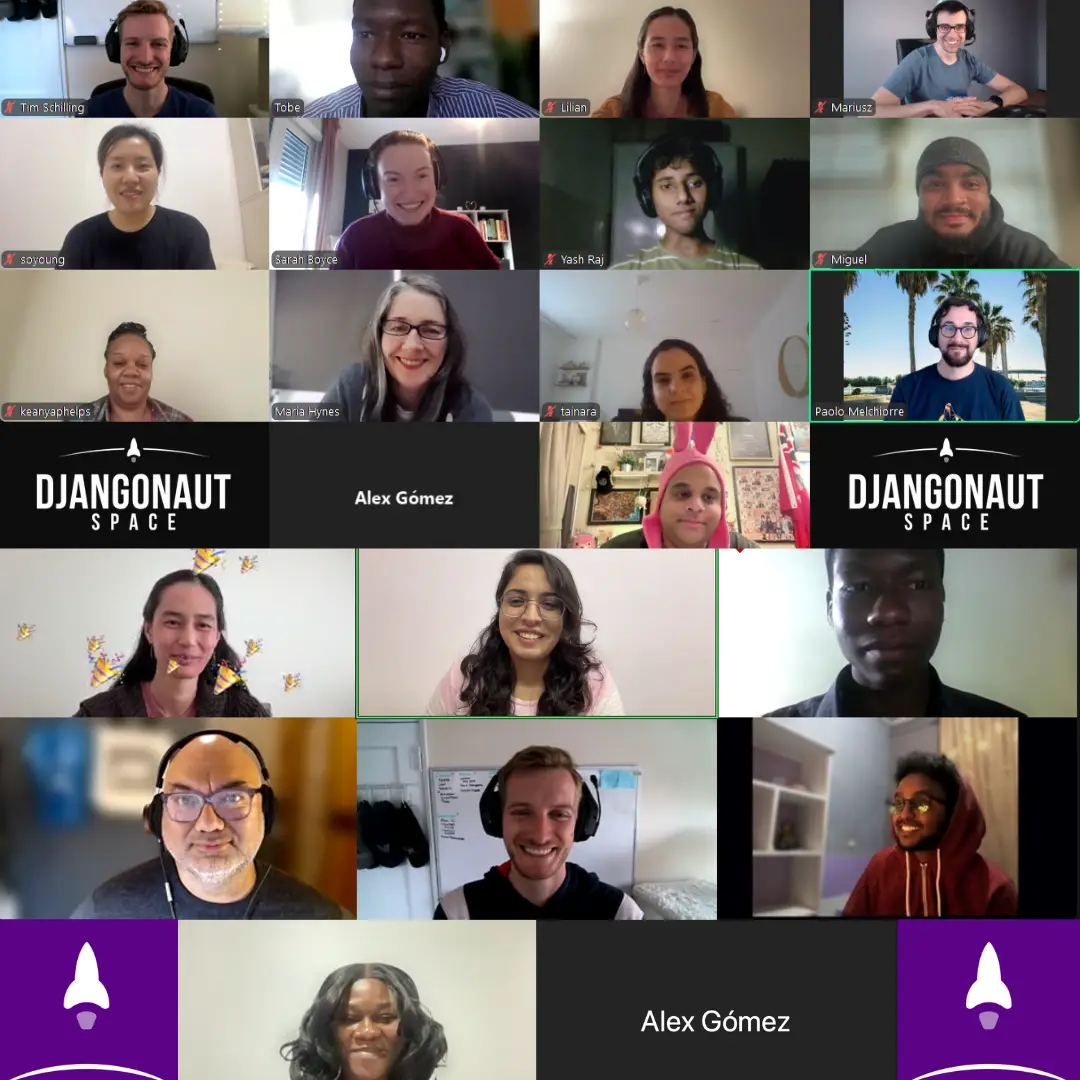 Tim Schilling
Tobe
Lilian
Mariusz
soyoung
Sarah Boyce
Yash Raj
Miguel
keanyaphelps
Maria Hynes
tainara
Paolo Melchiorre
DJANGONAUT
SPACE
Alex Gómez
DJANGONAUT
SPACE
Alex Gómez